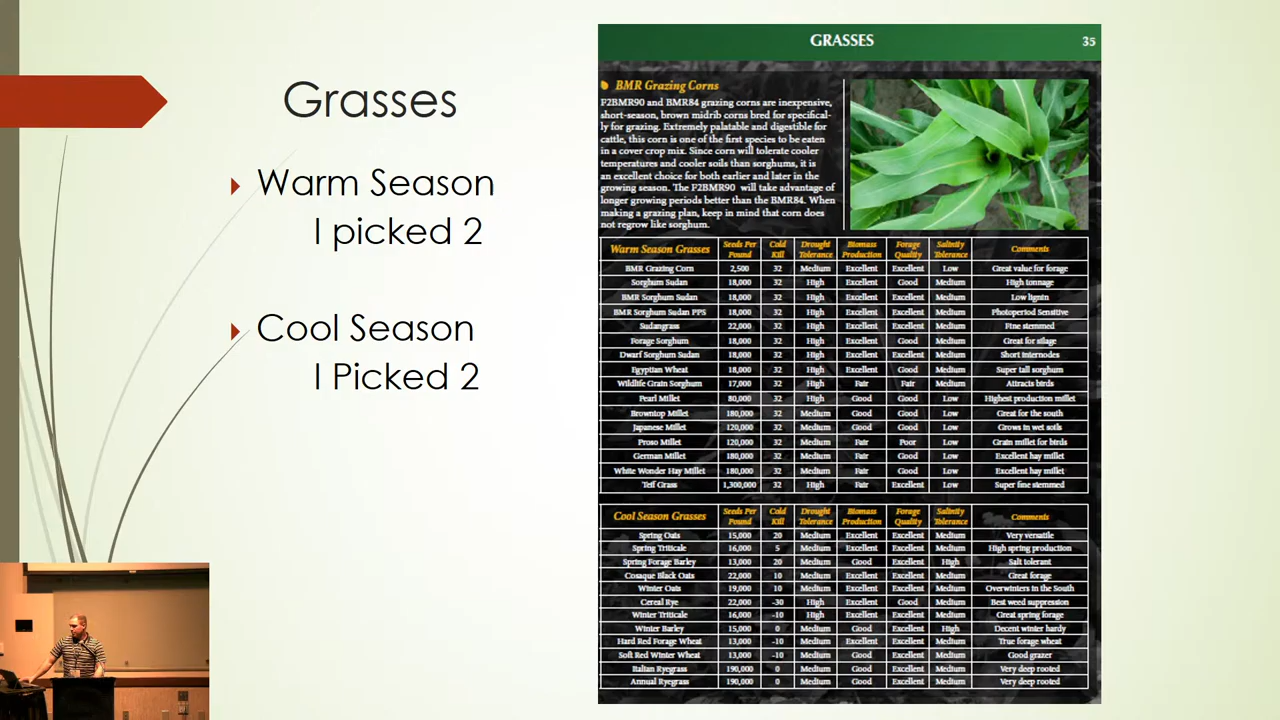 Grasses
Warm Season
I picked 2
Cool Season
I Picked 2
GRASSES 35
BMR Grazing Corns
F2BMR90 and BMR84 grazing corns are inexpensive,
short-season, brown midrib corns bred for specifical-
ly for grazing. Extremely palatable and digestible for
cattle, this corn is one of the first species to be eaten
in a cover crop mix. Since corn will tolerate cooler
temperatures and cooler soils than sorghums, it is
an excellent choice for both earlier and later in the
growing season. The F2BMR90 will take advantage of
longer growing periods better than the BMR84. When
making a grazing plan, keep in mind that corn does
not regrow like sorghum.
Warm Season Grasses Seeds Per Pound Cold Kill Drought Tolerance Biomass Production Forage Quality Salinity Tolerance Comments
BMR Grazing Corn 2,500 32 Medium Excellent Excellent Low Great value for forage
Sorghum Sudan 18,000 32 High Excellent Good Medium High tonnage
BMR Sorghum Sudan 18,000 32 High Excellent Excellent Medium Low lignin
BMR Sorghum Sudan PPS 18,000 32 High Excellent Excellent Medium Photoperiod Sensitive
Sudangrass 22,000 32 High Excellent Excellent Medium Fine stemmed
Forage Sorghum 18,000 32 High Excellent Good Medium Great for silage
Dwarf Sorghum Sudan 18,000 32 High Excellent Excellent Medium Short internodes
Egyptian Wheat 18,000 32 High Excellent Good Medium Super tall sorghum
Wildlife Grain Sorghum 17,000 32 High Fair Fair Medium Attracts birds
Pearl Millet 80,000 32 High Good Good Low Highest production millet
Browntop Millet 180,000 32 Medium Good Good Low Great for the south
Japanese Millet 120,000 32 Medium Good Good Low Grows in wet soils
Proso Millet 120,000 32 Medium Fair Poor Low Grain millet for birds
German Millet 180,000 32 Medium Fair Good Low Excellent hay millet
White Wonder Hay Millet 180,000 32 Medium Fair Good Low Excellent hay millet
Teff Grass 1,300,000 32 High Fair Excellent Low Super fine stemmed
Cool Season Grasses Seeds Per Pound Cold Kill Drought Tolerance Biomass Production Forage Quality Salinity Tolerance Comments
Spring Oats 15,000 20 Medium Excellent Excellent Medium Very versatile
Spring Triticale 16,000 5 Medium Excellent Excellent Medium High spring production
Spring Forage Barley 13,000 20 Medium Good Excellent High Salt tolerant
Cosaque Black Oats 22,000 10 Medium Excellent Excellent Medium Great forage
Winter Oats 19,000 10 Medium Excellent Excellent Medium Overwinters in the South
Cereal Rye 22,000 -30 High Excellent Good Medium Best weed suppression
Winter Triticale 16,000 -10 High Excellent Excellent Medium Great spring forage
Winter Barley 15,000 0 Medium Good Excellent High Decent winter hardy
Hard Red Forage Wheat 13,000 -10 Medium Excellent Excellent Medium True forage wheat
Soft Red Winter Wheat 13,000 -10 Medium Good Excellent Medium Good grazer
Italian Ryegrass 190,000 0 Medium Good Excellent Medium Very deep rooted
Annual Ryegrass 190,000 0 Medium Good Excellent Medium Very deep rooted